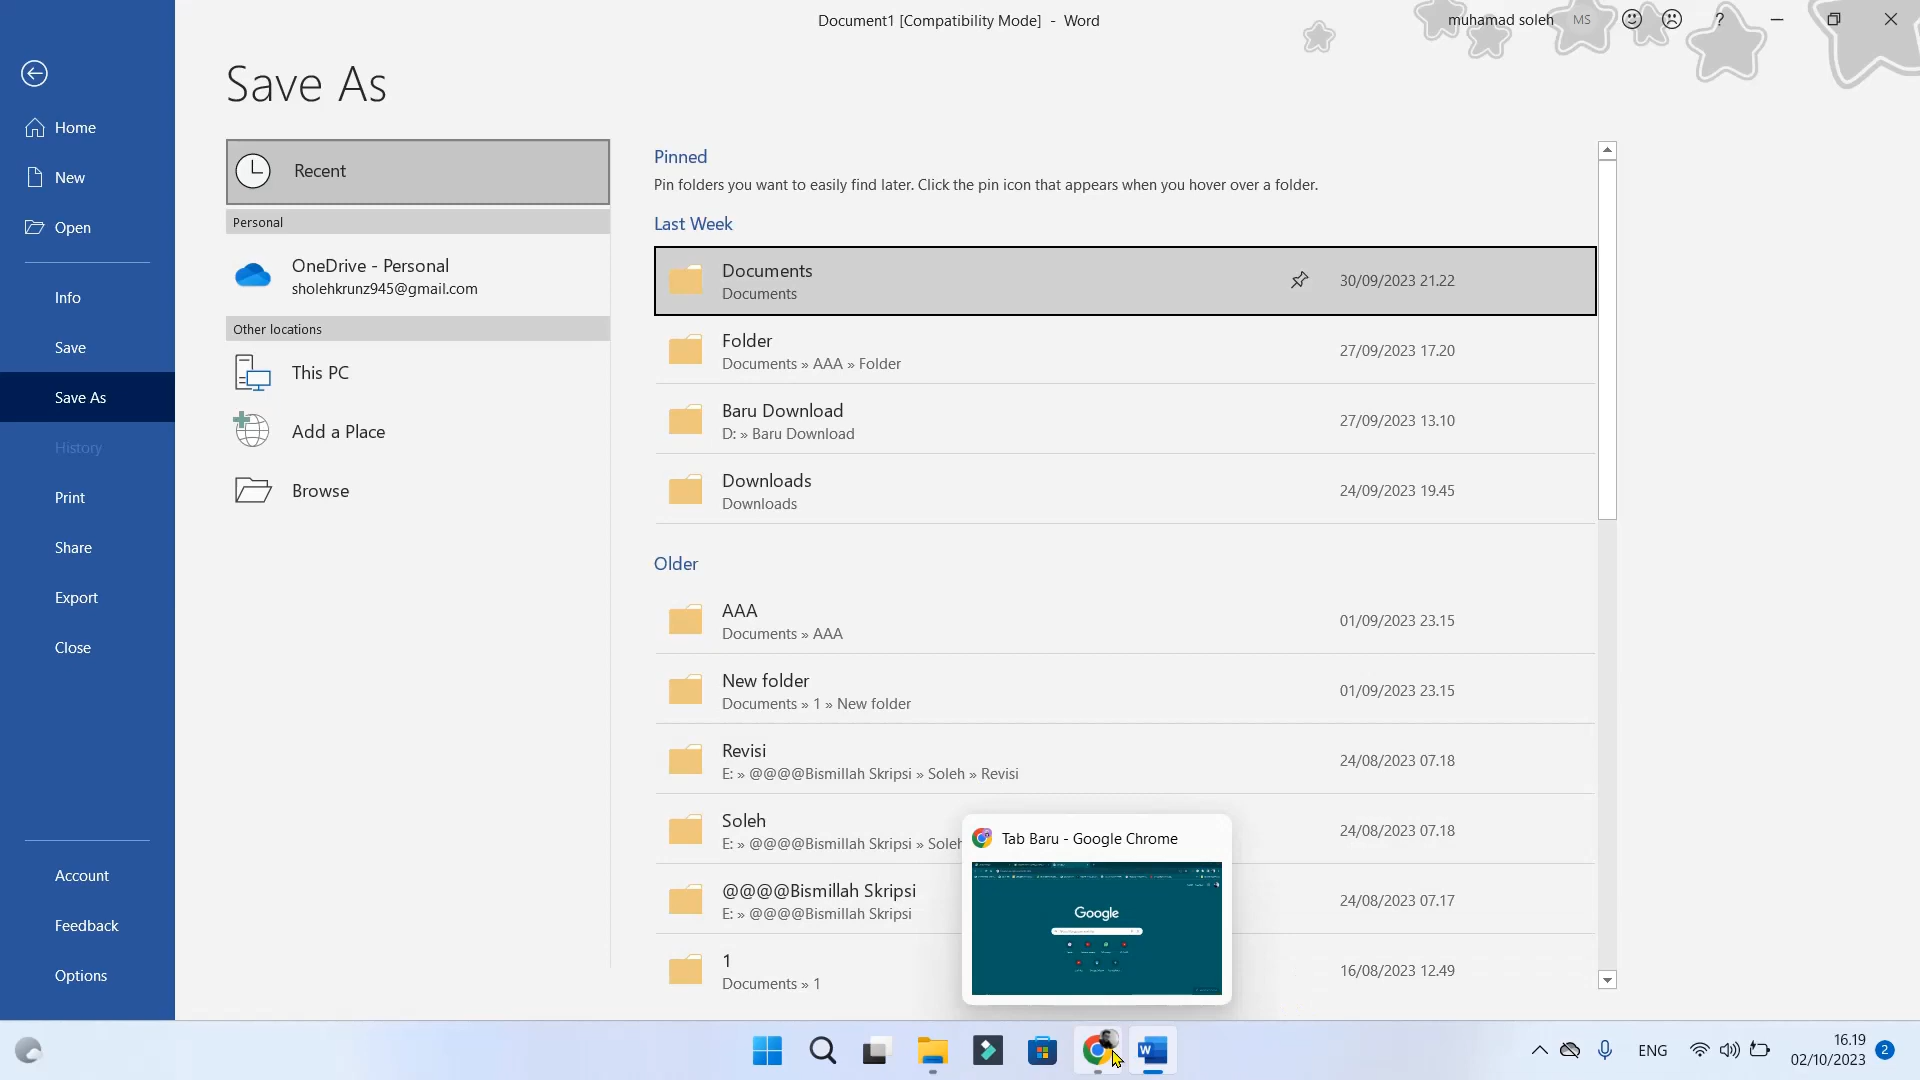 Document1 [Compatibility Mode] - Word
muhamad soleh
MS
?
Save As
Home
New
Open
Info
Save
Save As
History
Print
Share
Export
Close
Account
Feedback
Options
Recent
Personal
OneDrive - Personal
sholehkrunz945@gmail.com
Other locations
This PC
Add a Place
Browse
Pinned
Pin folders you want to easily find later. Click the pin icon that appears when you hover over a folder.
Last Week
Documents
Documents
30/09/2023 21.22
Folder
Documents » AAA » Folder
27/09/2023 17.20
Baru Download
D: » Baru Download
27/09/2023 13.10
Downloads
Downloads
24/09/2023 19.45
Older
AAA
Documents » AAA
01/09/2023 23.15
New folder
Documents » 1 » New folder
01/09/2023 23.15
Revisi
E: » @@@@Bismillah Skripsi » Soleh » Revisi
24/08/2023 07.18
Soleh
E: » @@@@Bismillah Skripsi » Soleh
24/08/2023 07.18
@@@@Bismillah Skripsi
E: » @@@@Bismillah Skripsi
24/08/2023 07.17
1
Documents » 1
16/08/2023 12.49
Tab Baru - Google Chrome
Google
W
ENG
16.19
02/10/2023
2